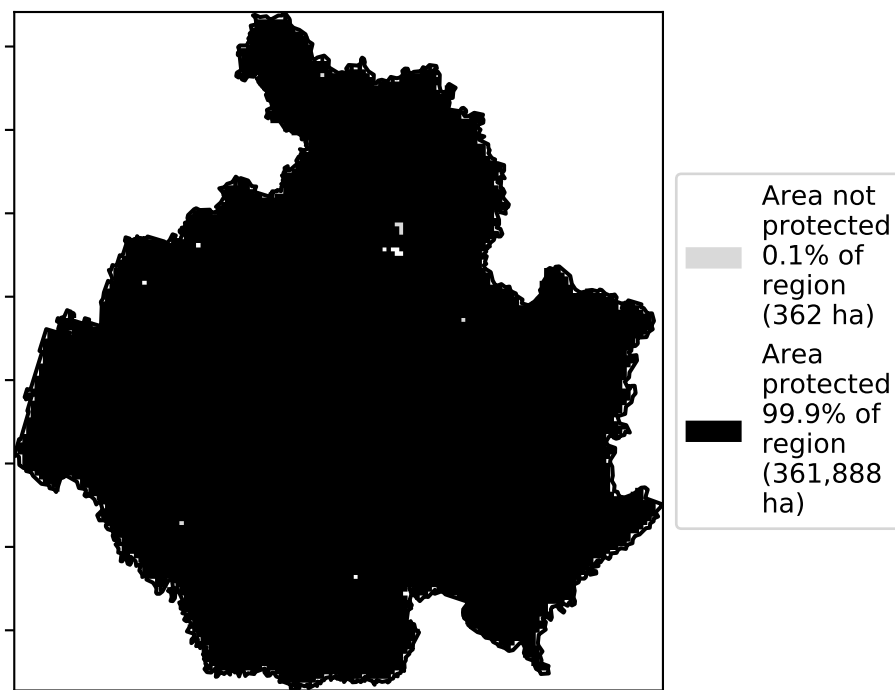 Area not
protected
0.1% of
region
(362 ha)
Area
protected
99.9% of
region
(361,888
ha)